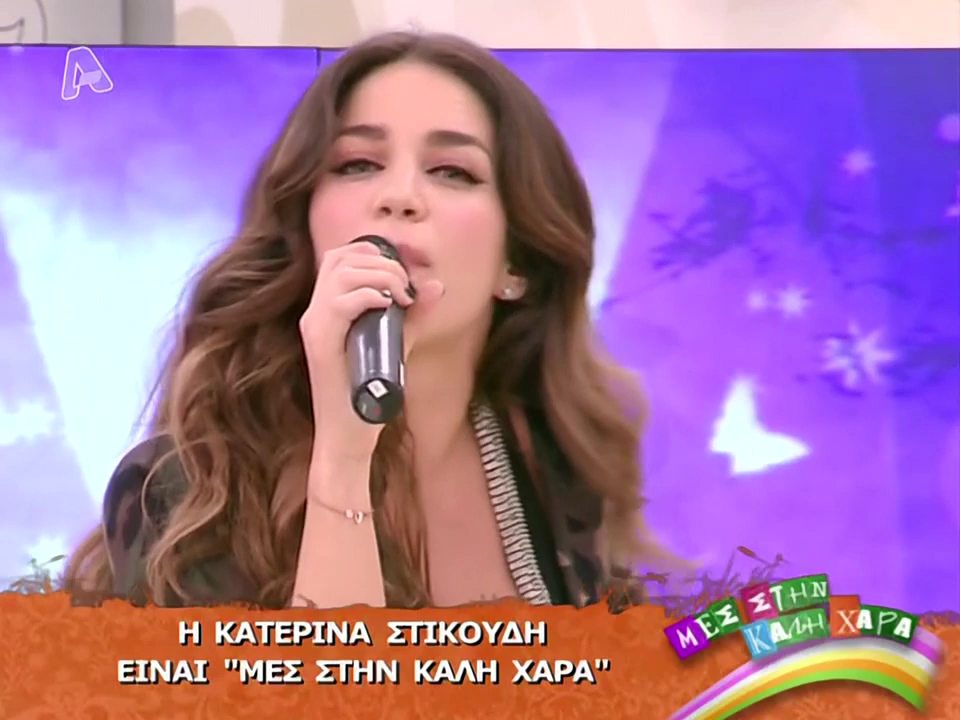 Η ΚΑΤΕΡΙΝΑ ΣΤΙΚΟΥΔΗ
ΕΙΝΑΙ "ΜΕΣ ΣΤΗΝ ΚΑΛΗ ΧΑΡΑ"
ΜΕΣ ΣΤΗΝ
ΚΑΛΗ ΧΑΡΑ